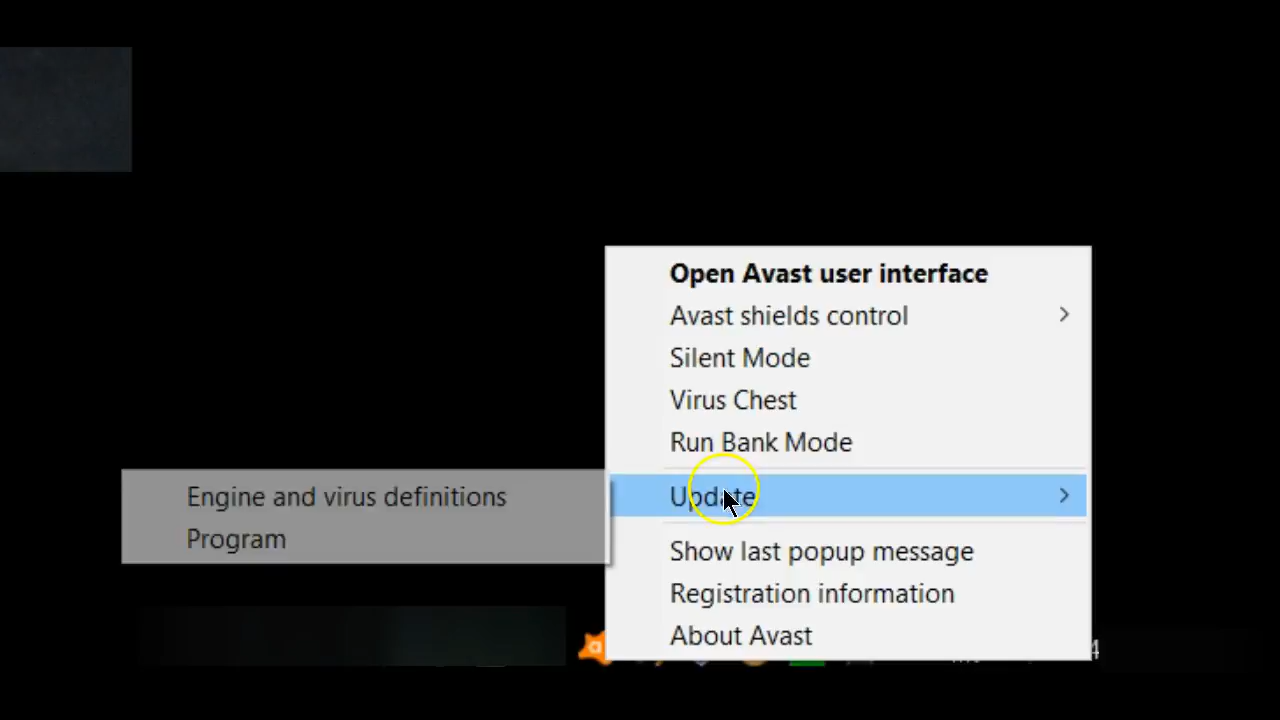 Open Avast user interface
Avast shields control
Silent Mode
Virus Chest
Run Bank Mode
Update
Engine and virus definitions
Program
Show last popup message
Registration information
About Avast